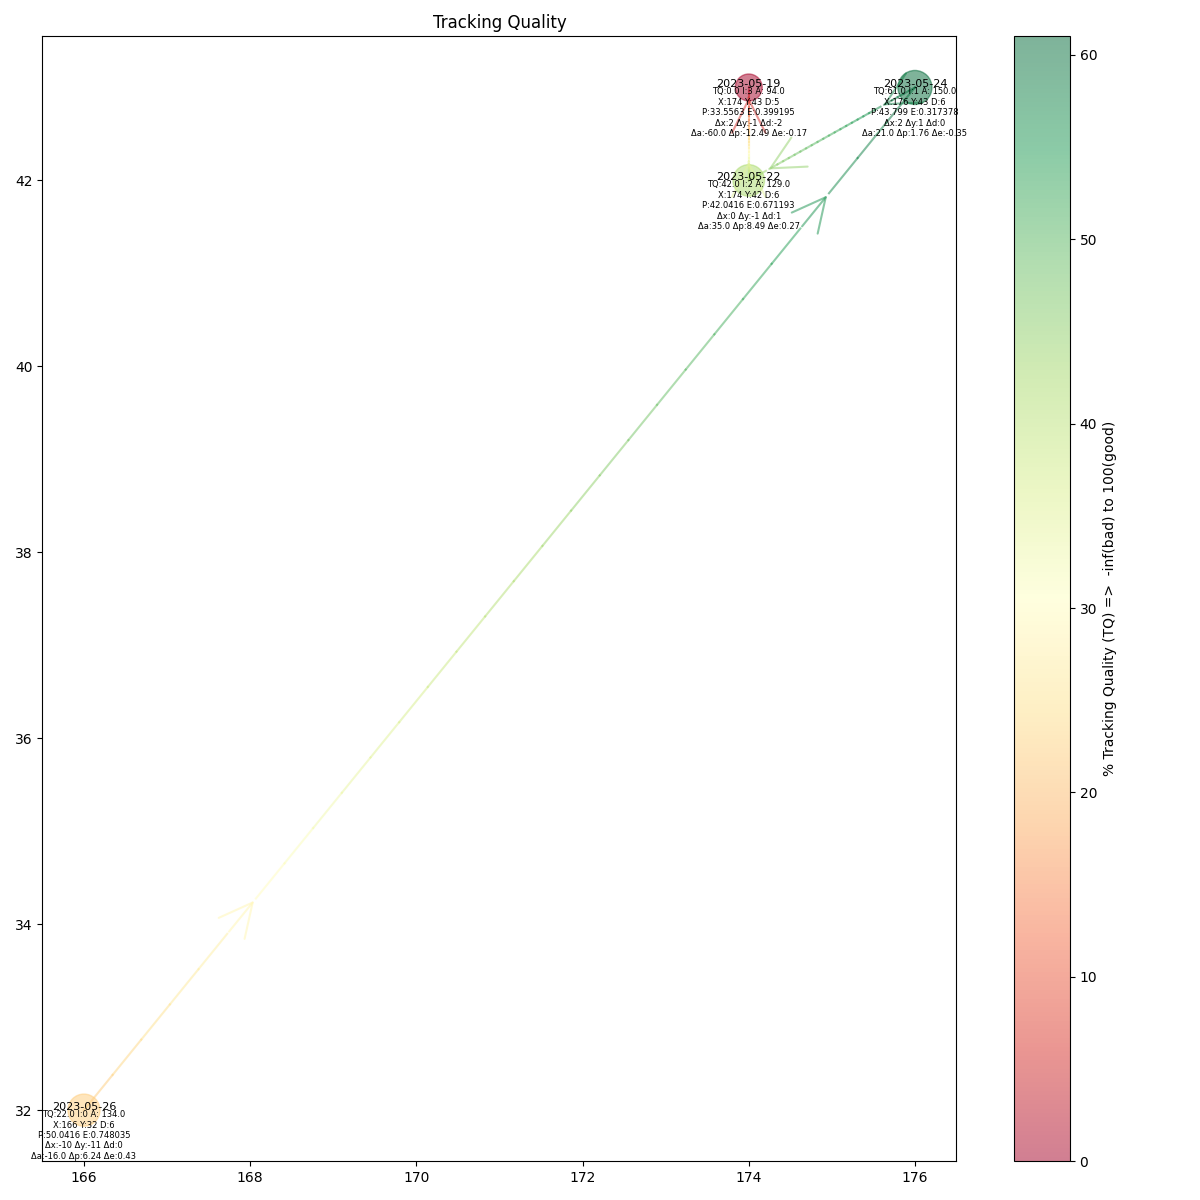 Tracking Quality
2023-05-19
TQ:0.0 I:3 A: 94.0
X:174 Y:43 D:5
P:33.5563 E:0.399195
Δx:2 Δy:-1 Δd:-2
Δa:-60.0 Δp:-12.49 Δe:-0.17
2023-05-24
TQ:61.0 I:1 A: 150.0
X:176 Y:43 D:6
P:43.799 E:0.317378
Δx:2 Δy:1 Δd:0
Δa:21.0 Δp:1.76 Δe:-0.35
2023-05-22
TQ:42.0 I:2 A: 129.0
X:174 Y:42 D:6
P:42.0416 E:0.671193
Δx:0 Δy:-1 Δd:1
Δa:35.0 Δp:8.49 Δe:0.27
2023-05-26
TQ:22.0 I:0 A: 134.0
X:166 Y:32 D:6
P:50.0416 E:0.748035
Δx:-10 Δy:-11 Δd:0
Δa:-16.0 Δp:6.24 Δe:0.43
42
40
38
36
34
32
166
168
170
172
174
176
60
50
40
30
20
10
0
% Tracking Quality (TQ) => -inf(bad) to 100(good)